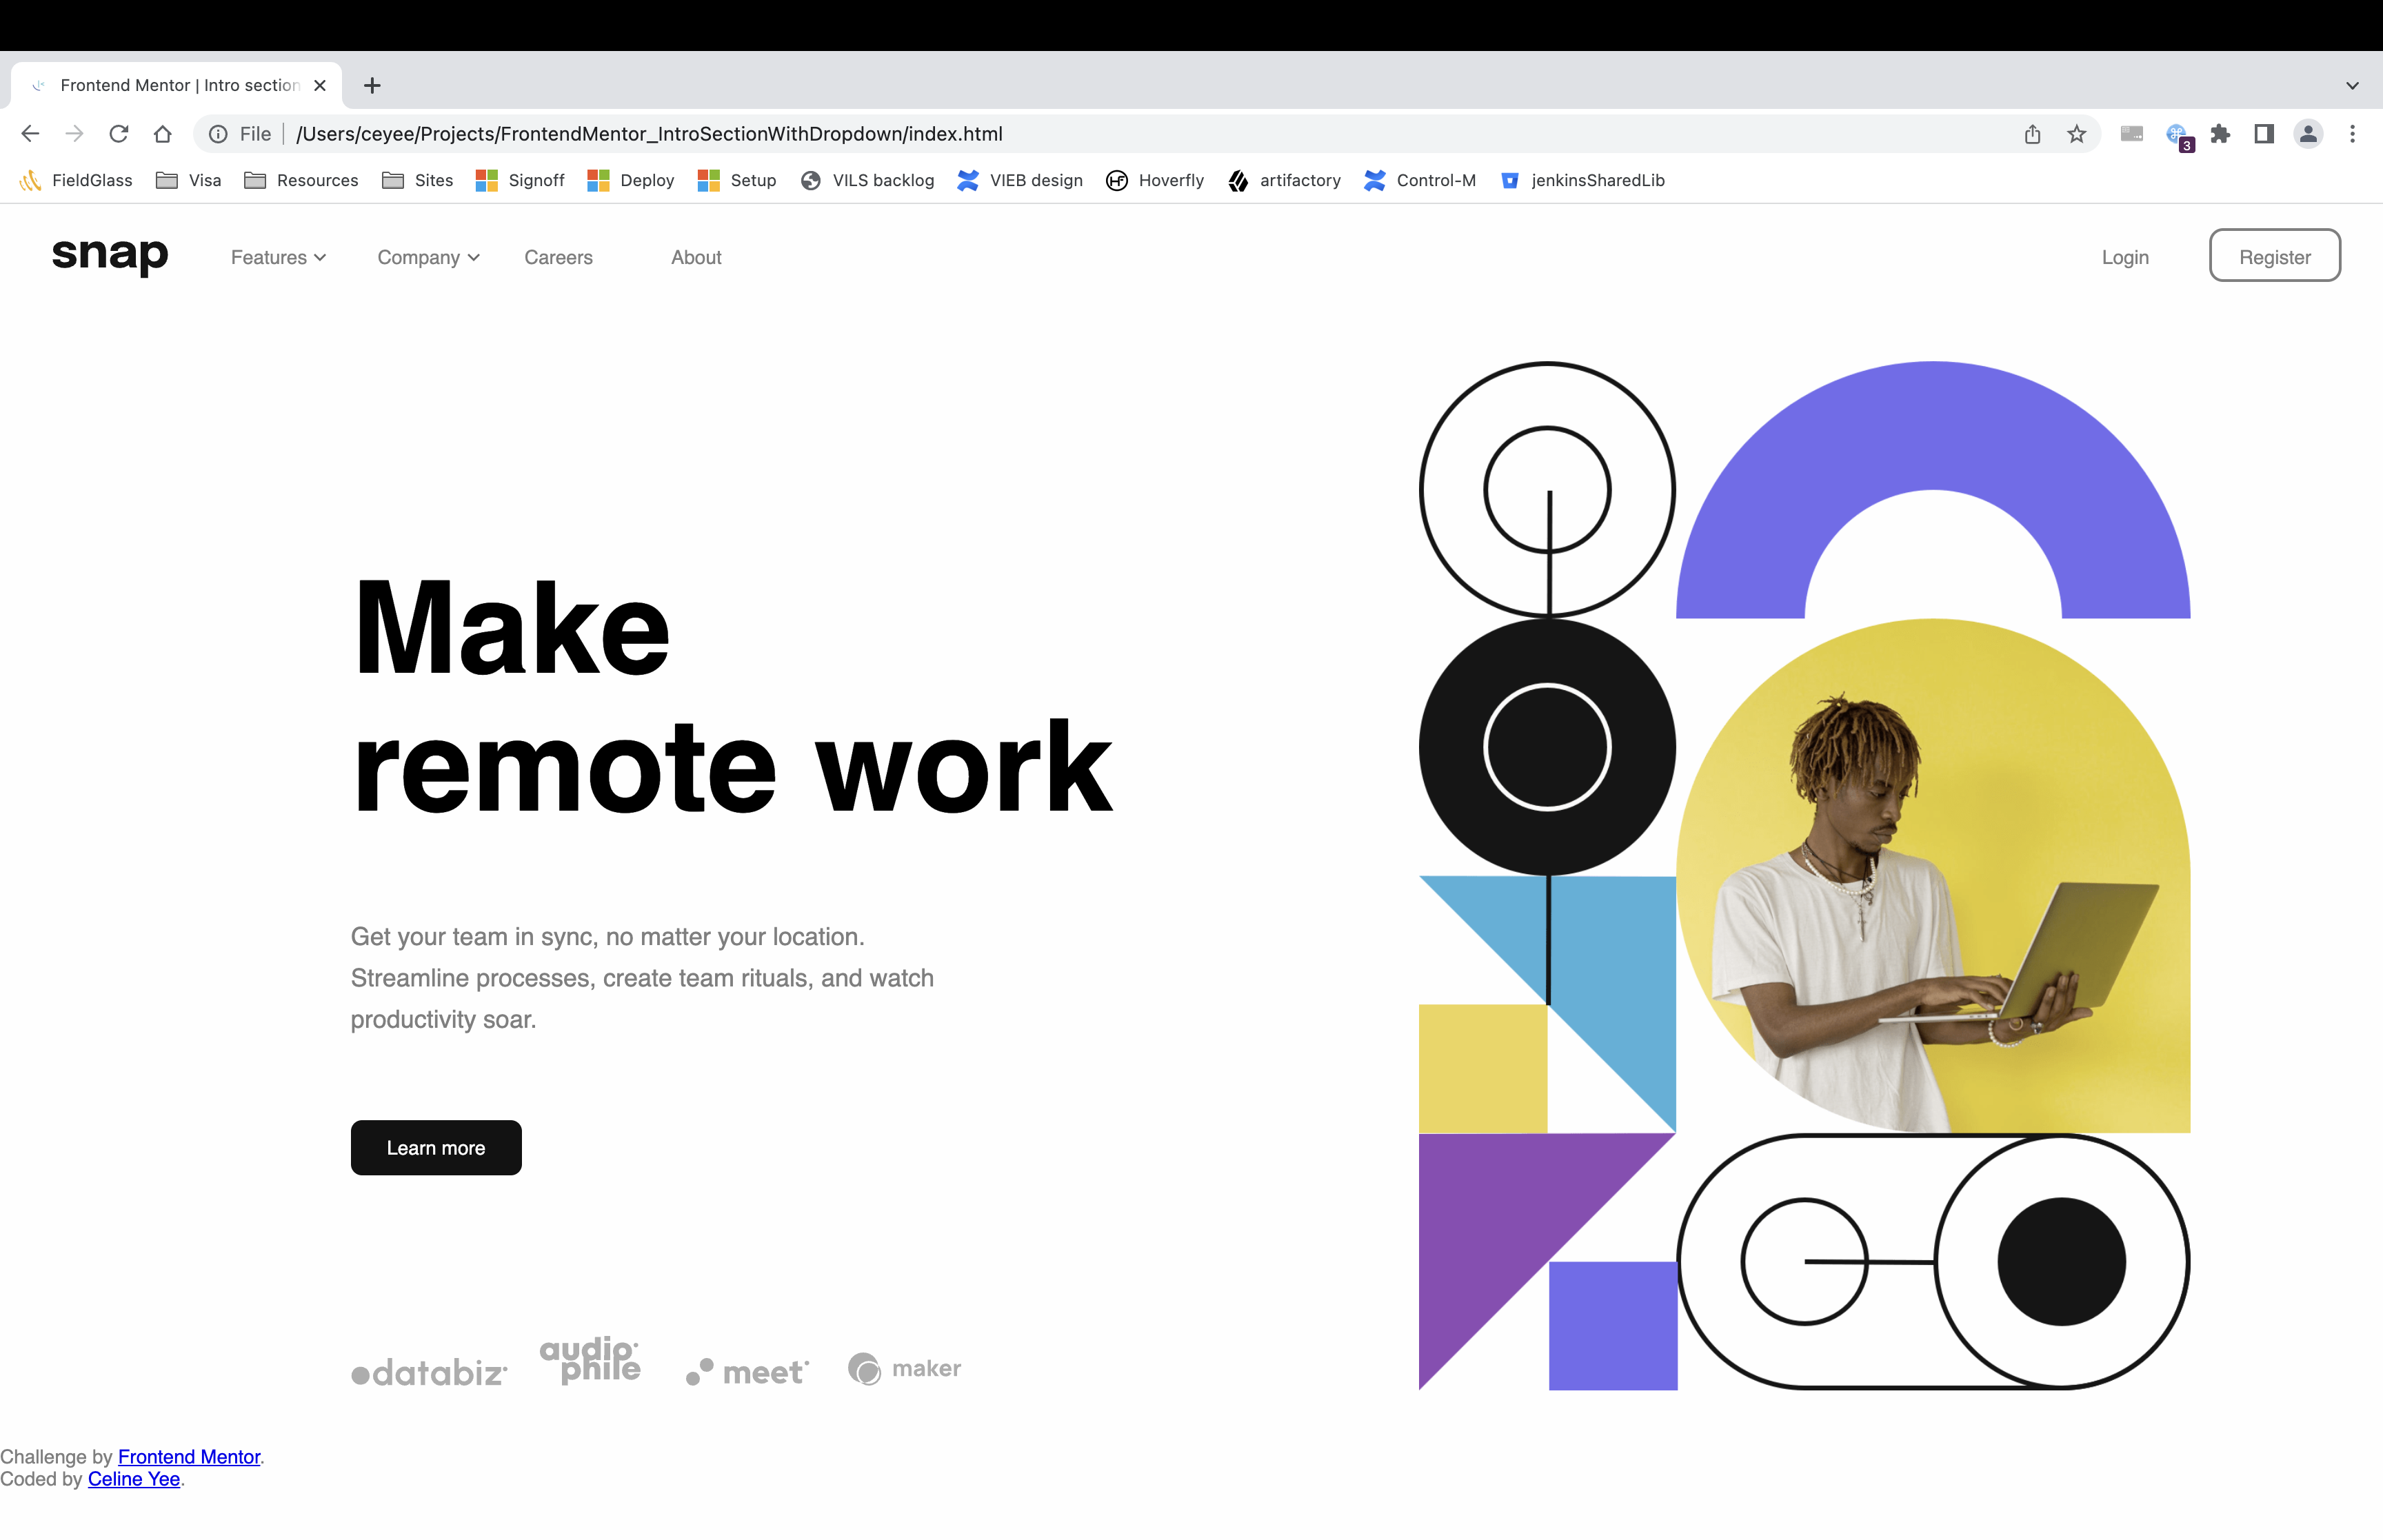 Frontend Mentor | Intro section
File | /Users/ceyee/Projects/FrontendMentor_IntroSectionWithDropdown/index.html
3
FieldGlass Visa Resources Sites Signoff Deploy Setup VILS backlog VIEB design HF Hoverfly artifactory Control-M jenkinsSharedLib
snap Features Company Careers About Login Register
Make
remote work
Get your team in sync, no matter your location.
Streamline processes, create team rituals, and watch
productivity soar.
Learn more
databiz audiophile meet maker
Challenge by Frontend Mentor.
Coded by Celine Yee.